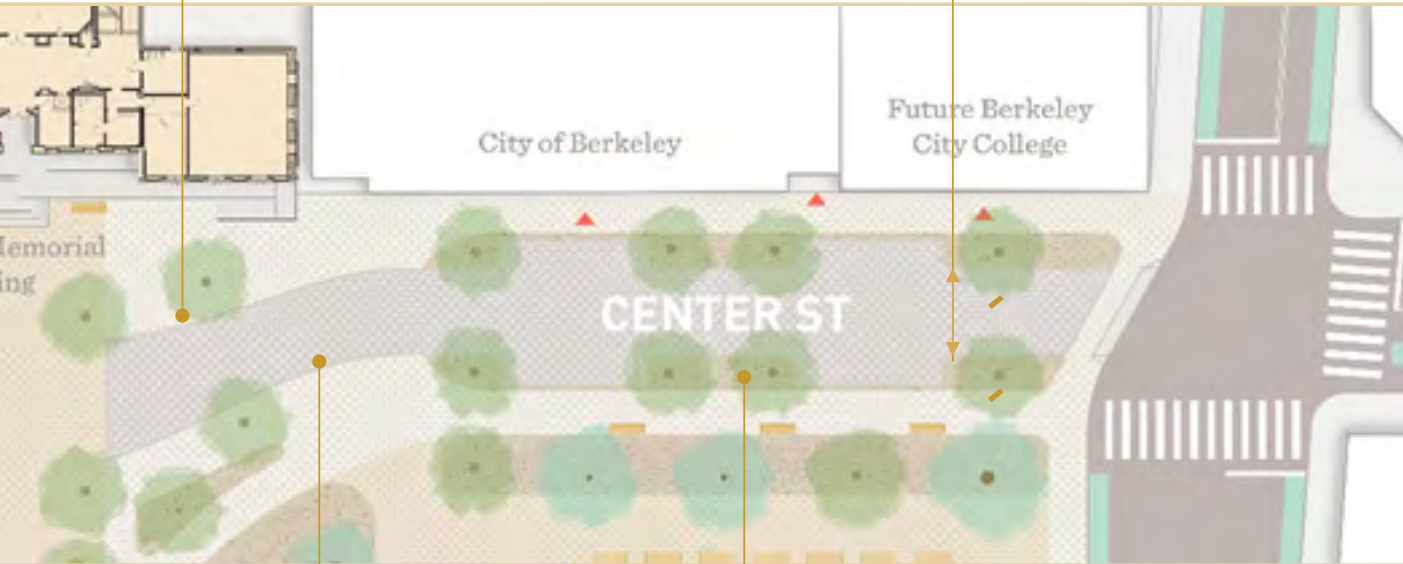 City of Berkeley
Future Berkeley
City College
Memorial
ing
CENTER ST